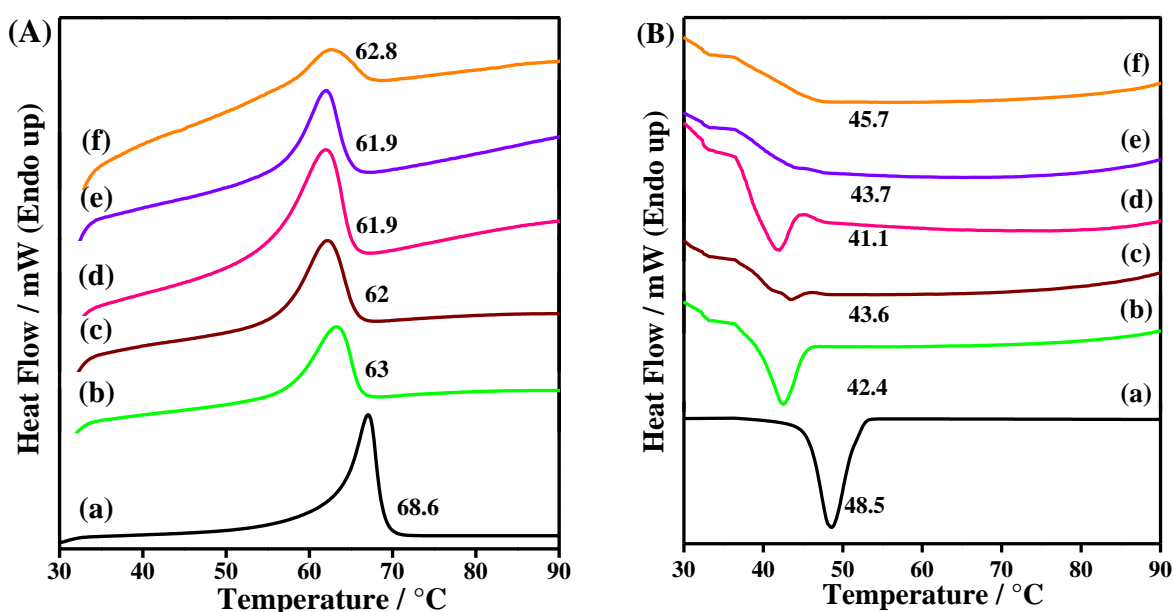 (A)
Heat Flow / mW (Endo up)
62.8
(f)
61.9
(e)
61.9
(d)
62
(c)
63
(b)
68.6
(a)
30 40 50 60 70 80 90
Temperature / °C
(B)
Heat Flow / mW (Endo up)
(f)
45.7
(e)
43.7
(d)
41.1
(c)
43.6
(b)
42.4
(a)
48.5
30 40 50 60 70 80 90
Temperature / °C